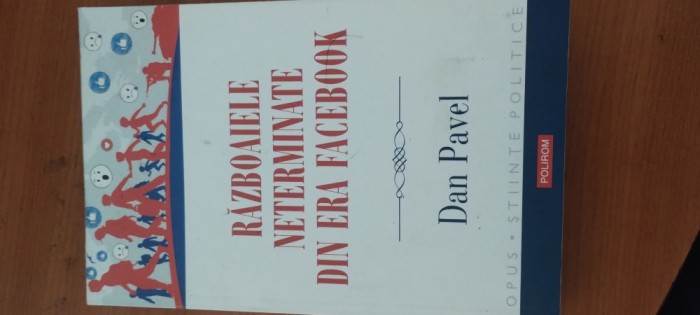 RĂZBOAIELE
NETERMINATE
DIN ERA FACEBOOK
Dan Pavel
OPUS • ȘTIINȚE POLITICE
POLIROM